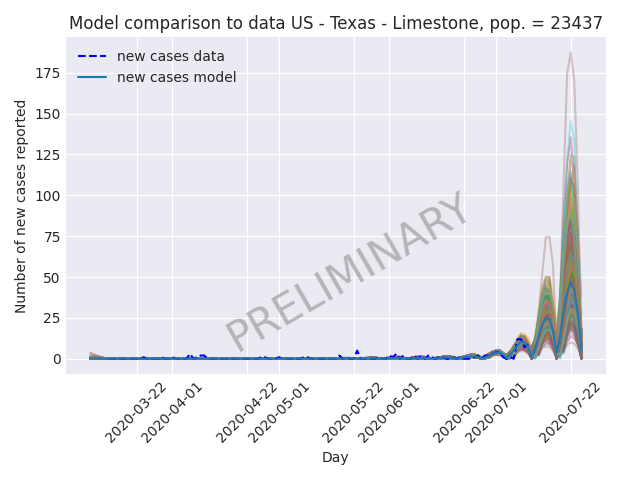 Model comparison to data US - Texas - Limestone, pop. = 23437
new cases data
new cases model
Number of new cases reported
175
150
125
100
75
50
25
0
PRELIMINARY
2020-03-22
2020-04-01
2020-04-22
2020-05-01
2020-05-22
2020-06-01
2020-06-22
2020-07-01
2020-07-22
Day